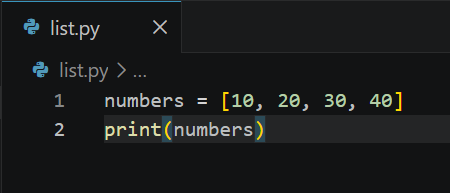 list.py
list.py > ...
1 numbers = [10, 20, 30, 40]
2 print(numbers)